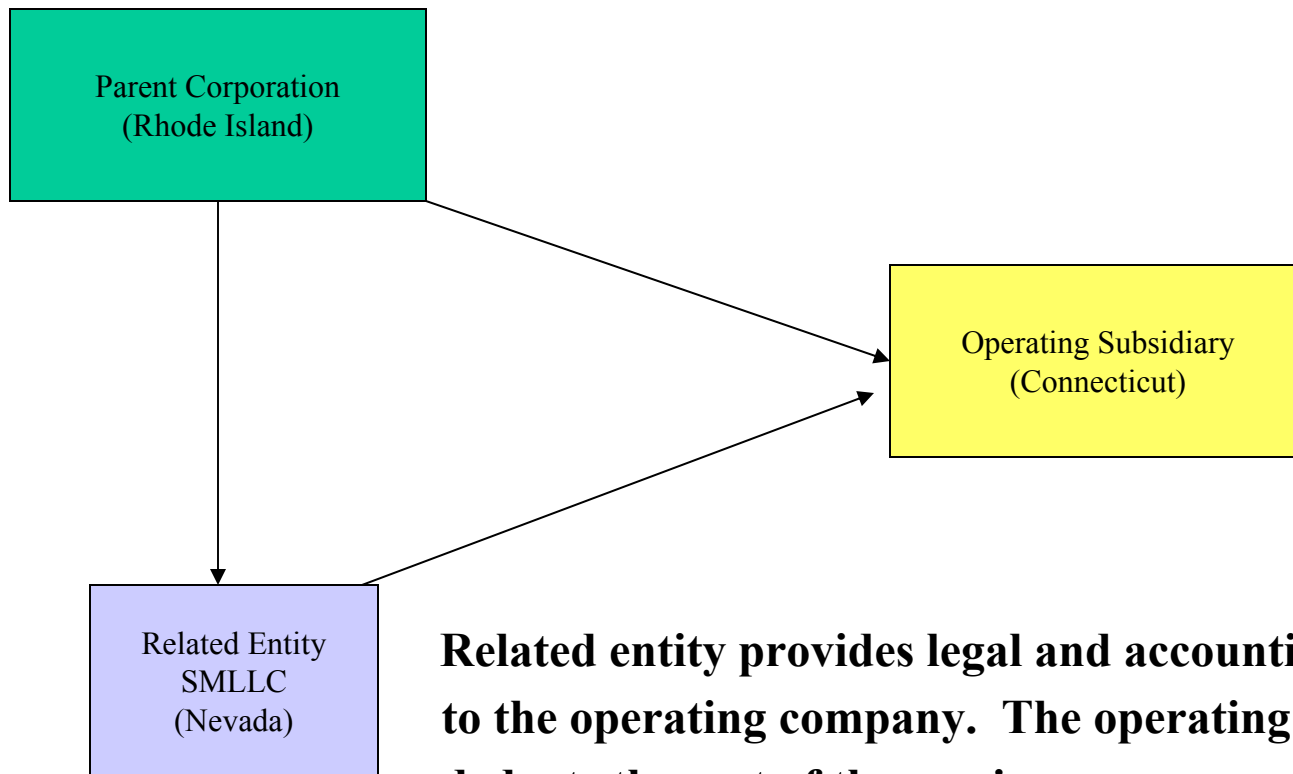 Parent Corporation
(Rhode Island)
Operating Subsidiary
(Connecticut)
Related Entity
SMLLC
(Nevada)
Related entity provides legal and accounti
to the operating company.  The operating